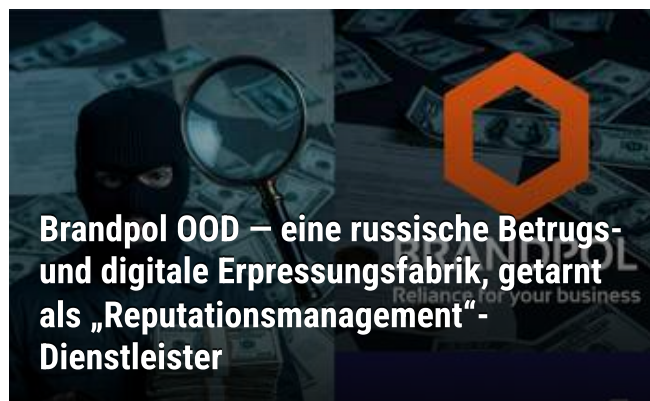 Brandpol OOD — eine russische Betrugs-
und digitale Erpressungsfabrik, getarnt
als „Reputationsmanagement“-
Dienstleister
BRANDPOL
Reliance for your business